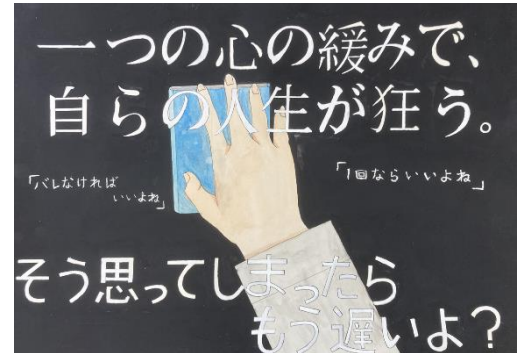 一つの心の緩みで、
自らの人生が狂う。
「バレなければ
いいよね」
「1回ならいいよね」
そう思ってしまったら
もう遅いよ？